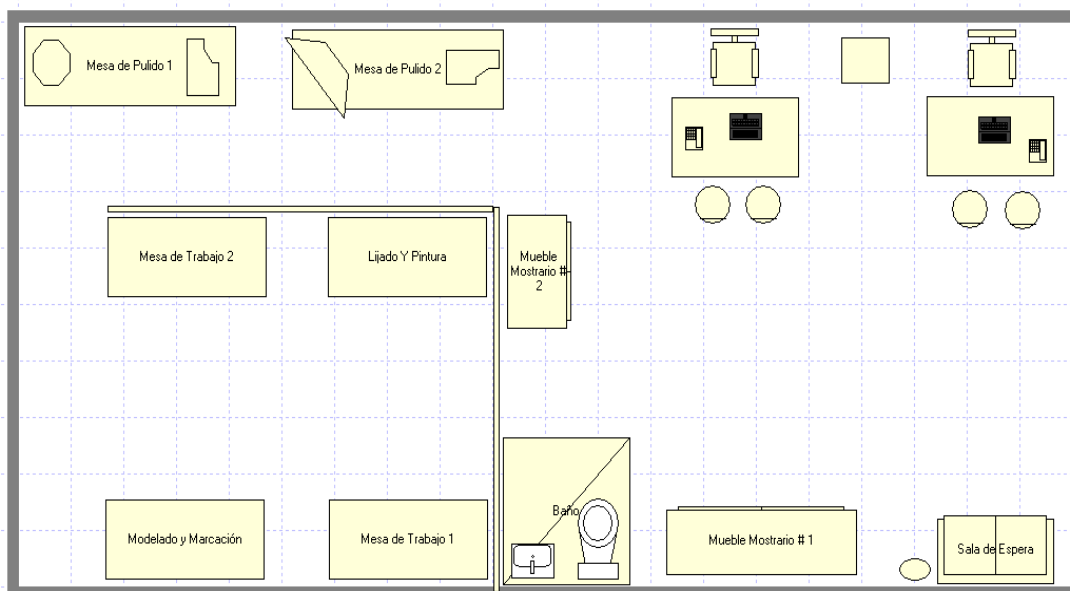 Mesa de Pulido 1
Mesa de Pulido 2
Mesa de Trabajo 2
Lijado Y Pintura
Mueble
Mostrario #
2
Baño
Modelado y Marcación
Mesa de Trabajo 1
Mueble Mostrario # 1
Sala de Espera